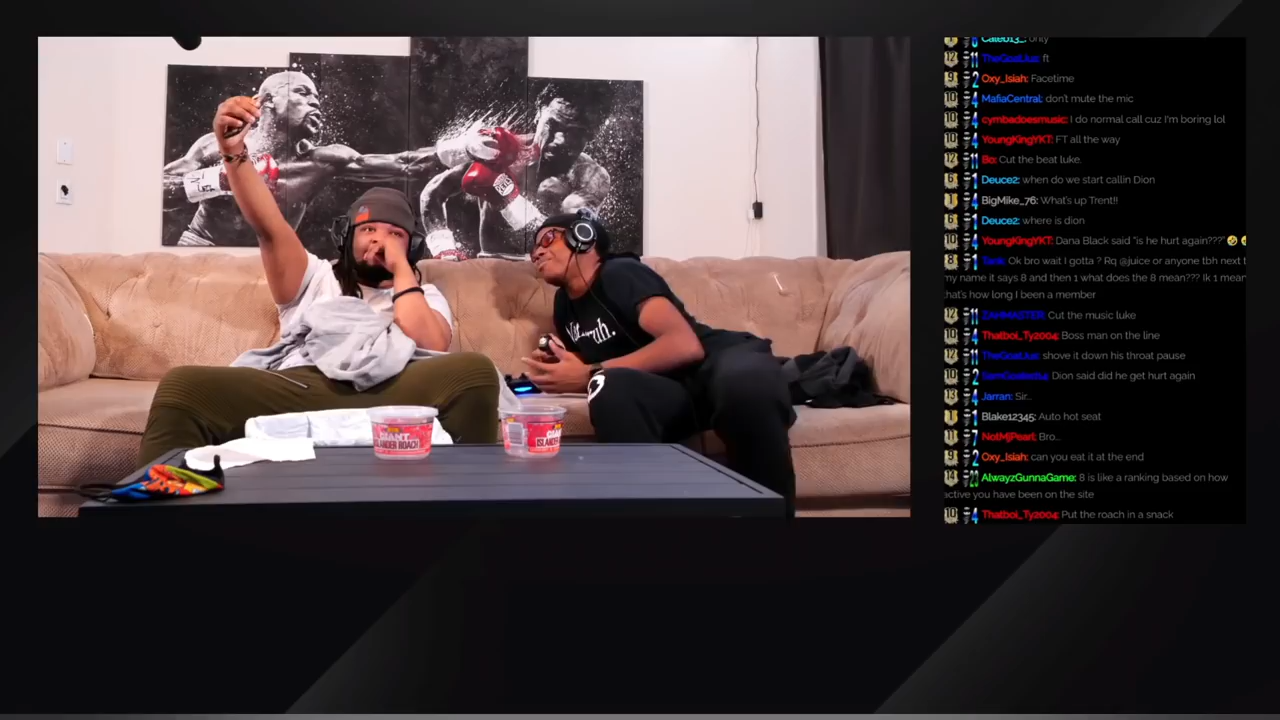 GIANT
ISLANDER ROACH
ISLANDER
Caleb13_: only
TheGoatJus: ft
Oxy_Isiah: Facetime
MafiaCentral: don't mute the mic
cymbadoesmusic: I do normal call cuz I'm boring lol
YoungKingYKT: FT all the way
Bo: Cut the beat luke.
Deuce2: when do we start callin Dion
BigMike_76: What's up Trent!!
Deuce2: where is dion
YoungKingYKT: Dana Black said "is he hurt again???"🤣
Ok bro wait I gotta ? Rq @juice or anyone tbh next t
my name it says 8 and then 1 what does the 8 mean??? Ik 1 mean
that's how long I been a member
Cut the music luke
Thatboi_Ty2004: Boss man on the line
TheGoatJus: shove it down his throat pause
Dion said did he get hurt again
Jarran: Sir...
Blake12345: Auto hot seat
NotMjPearl: Bro...
Oxy_Isiah: can you eat it at the end
AlwayzGunnaGame: 8 is like a ranking based on how
active you have been on the site
Thatboi_Ty2004: Put the roach in a snack